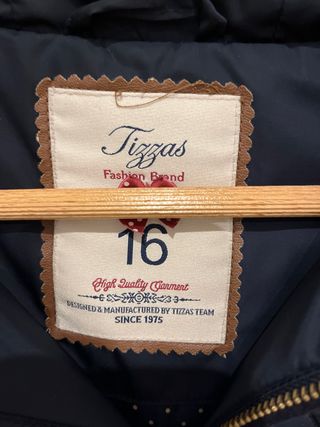 Tizzas
Fashion Brand
16
High Quality Garment
DESIGNED & MANUFACTURED BY TIZZAS TEAM
SINCE 1975